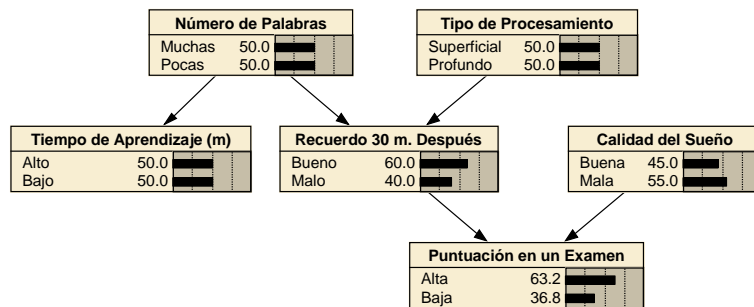 Número de Palabras
Muchas 50.0
Pocas 50.0
Tipo de Procesamiento
Superficial 50.0
Profundo 50.0
Tiempo de Aprendizaje (m)
Alto 50.0
Bajo 50.0
Recuerdo 30 m. Después
Bueno 60.0
Malo 40.0
Calidad del Sueño
Buena 45.0
Mala 55.0
Puntuación en un Examen
Alta 63.2
Baja 36.8